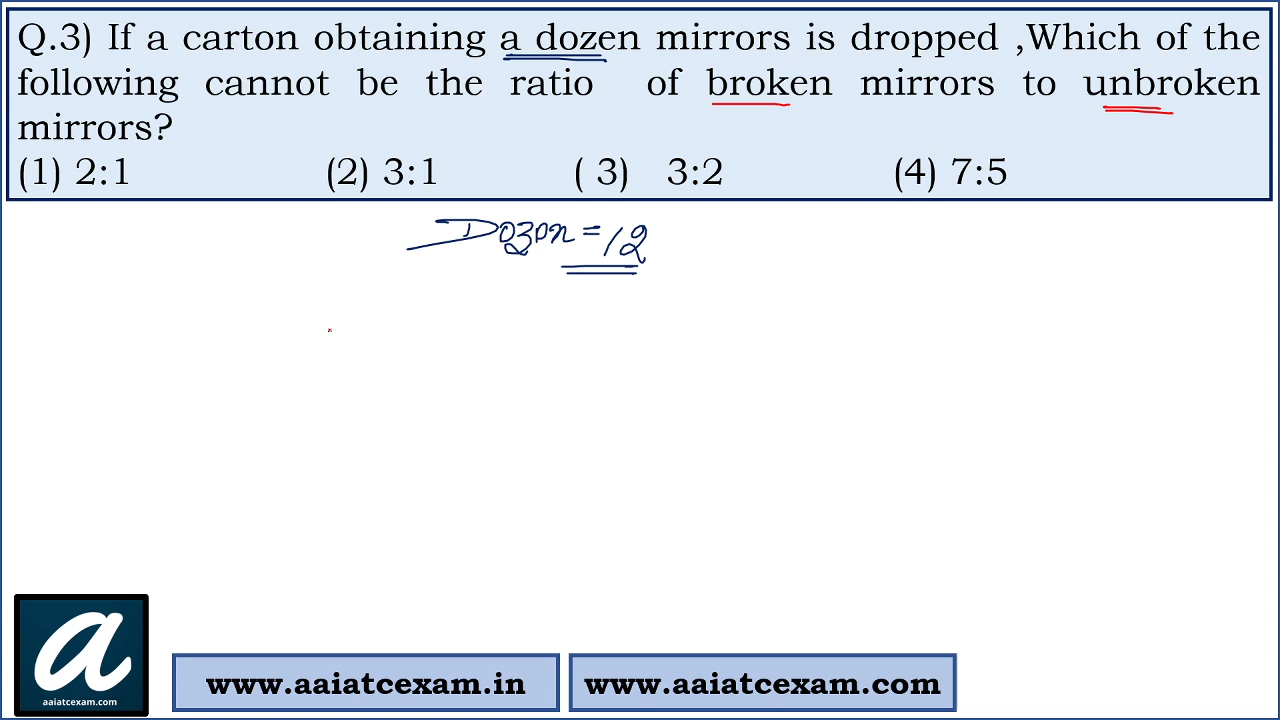 Q.3) If a carton obtaining a dozen mirrors is dropped ,Which of the
following cannot be the ratio of broken mirrors to unbroken
mirrors?
(1) 2:1 (2) 3:1 ( 3) 3:2 (4) 7:5
Dozen = 12
a
aaiatcexam.com
www.aaiatcexam.in www.aaiatcexam.com